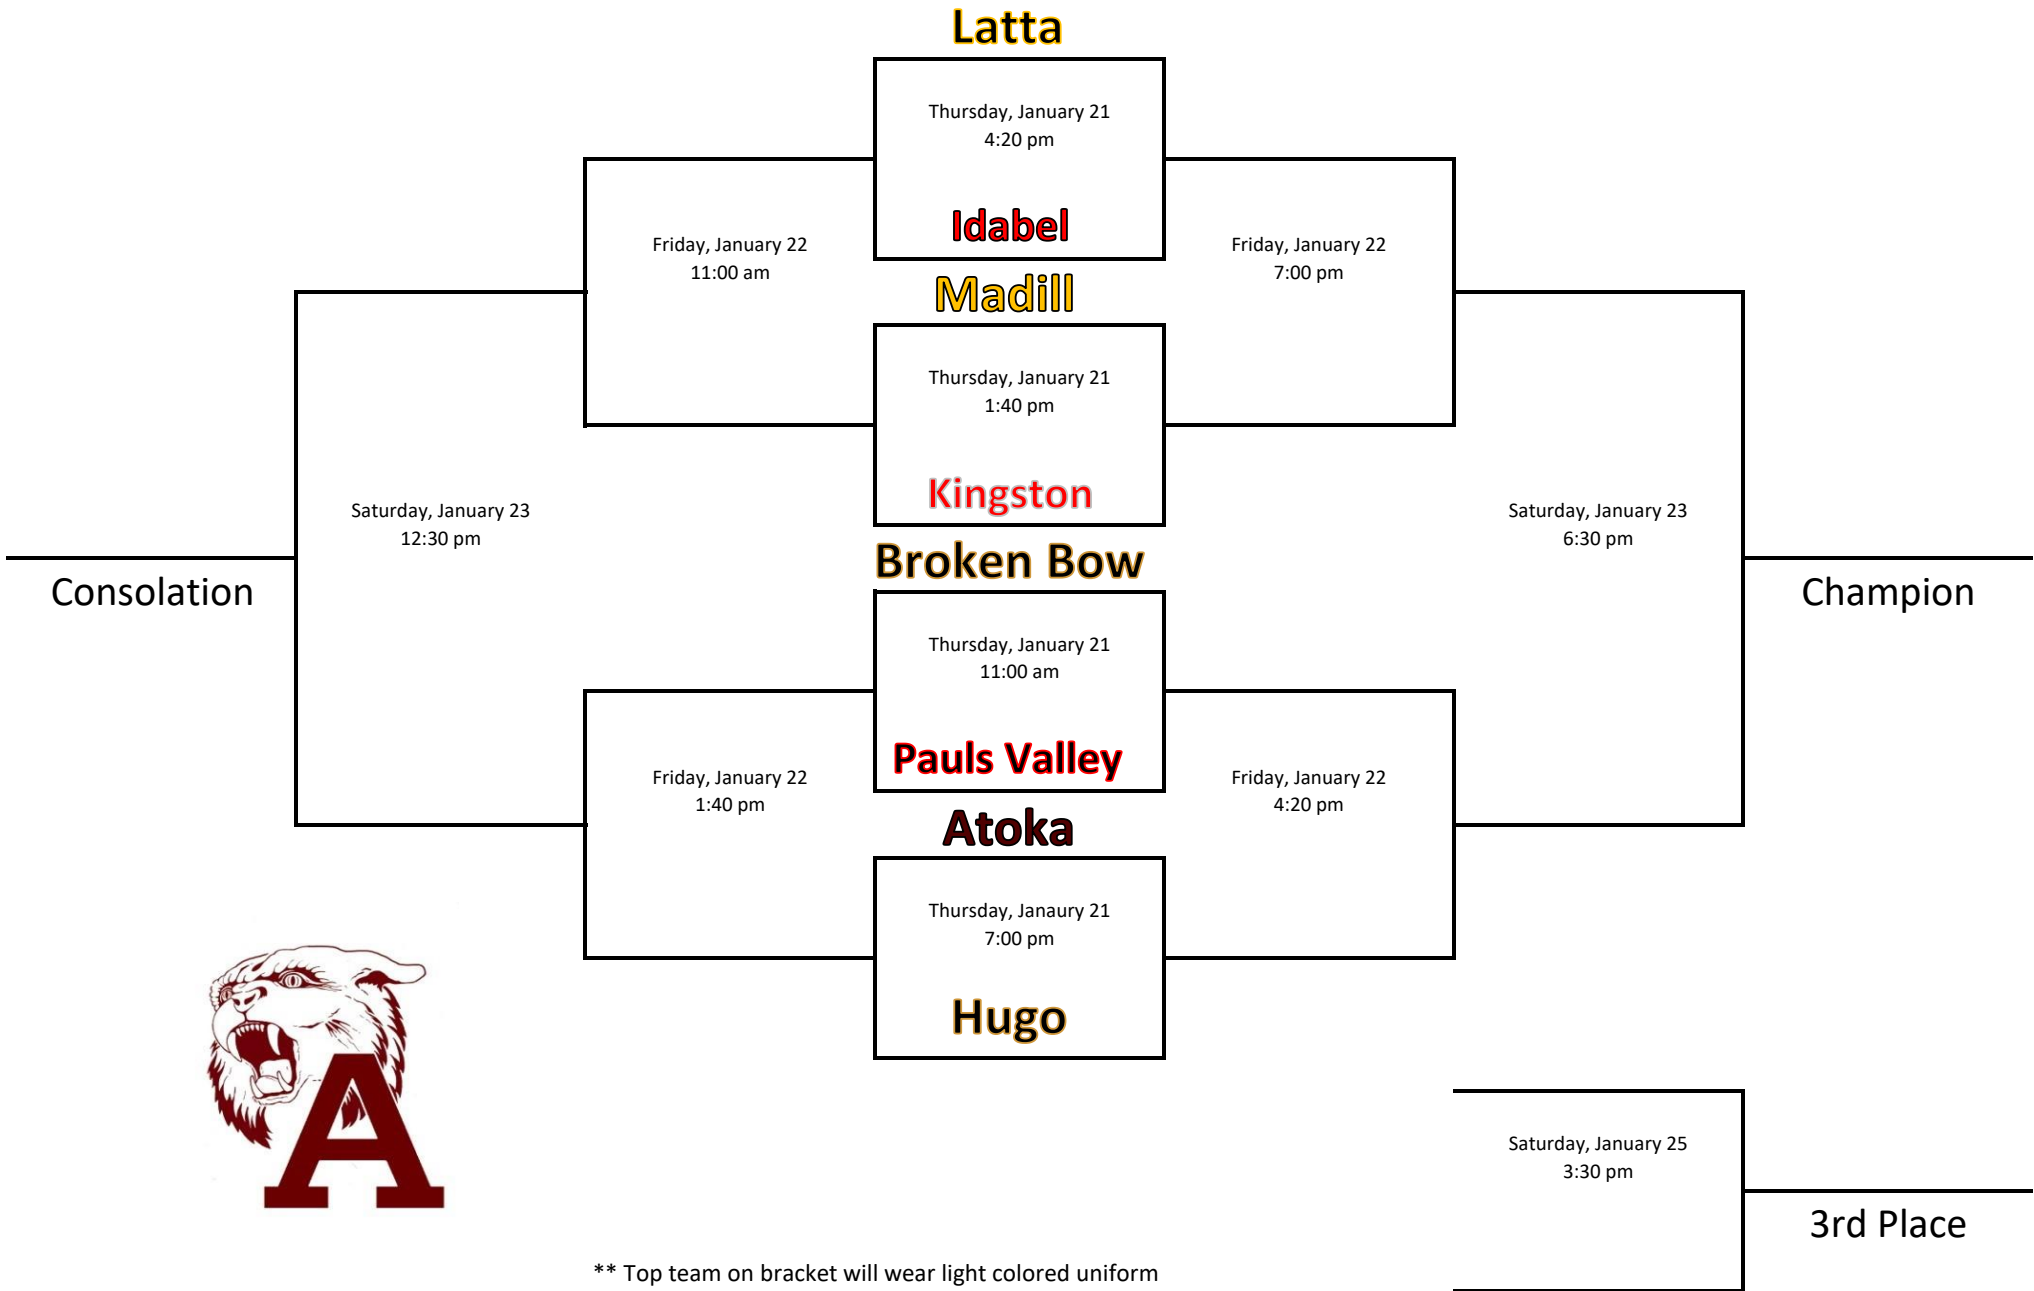 Latta
Thursday, January 21
4:20 pm
Idabel
Friday, January 22
11:00 am
Friday, January 22
7:00 pm
Madill
Thursday, January 21
1:40 pm
Kingston
Saturday, January 23
12:30 pm
Saturday, January 23
6:30 pm
Consolation
Champion
Broken Bow
Thursday, January 21
11:00 am
Pauls Valley
Friday, January 22
1:40 pm
Friday, January 22
4:20 pm
Atoka
Thursday, Janaury 21
7:00 pm
Hugo
A
Saturday, January 25
3:30 pm
3rd Place
** Top team on bracket will wear light colored uniform